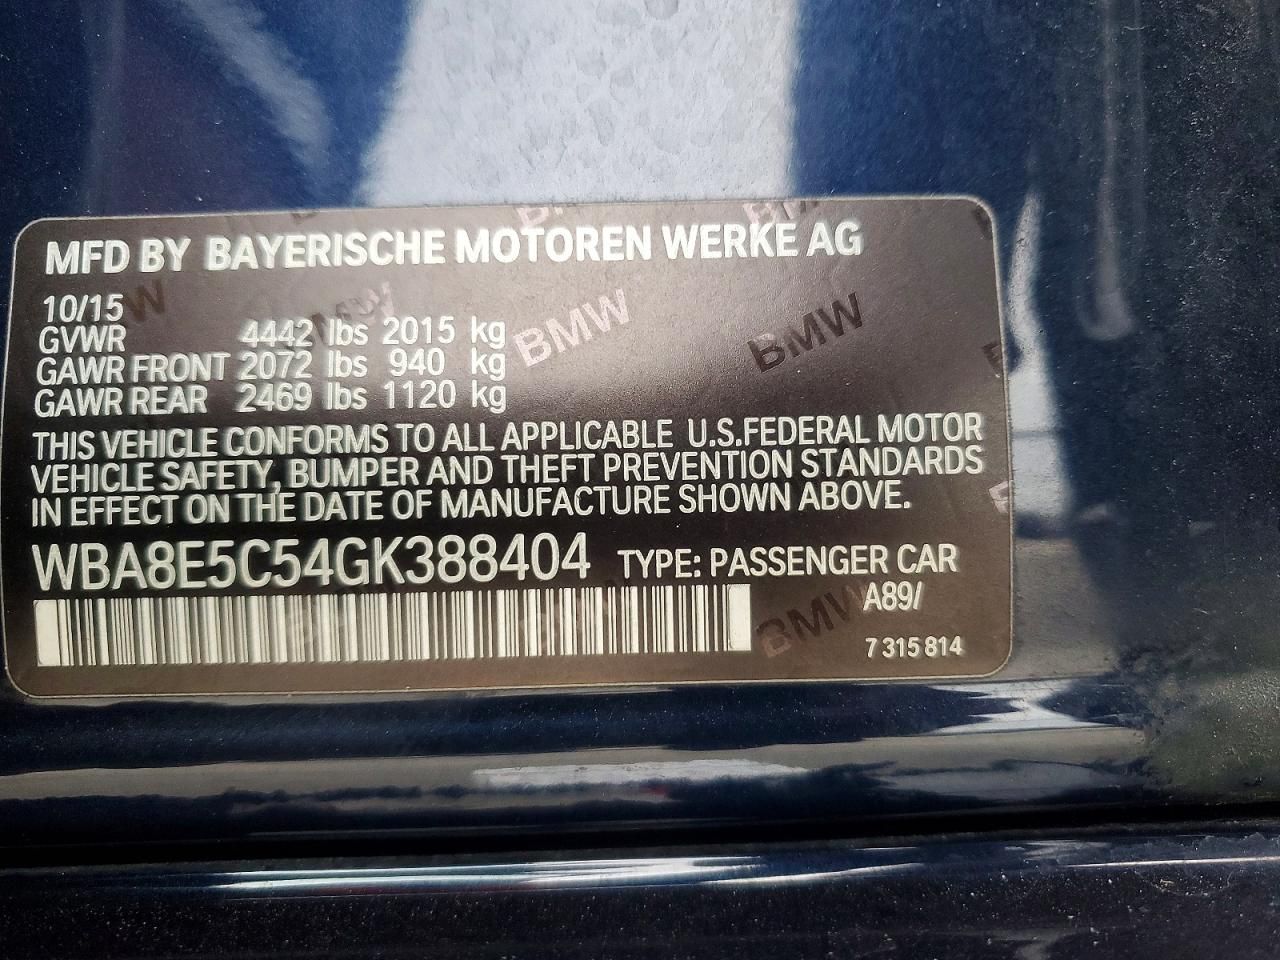 MFD BY BAYERISCHE MOTOREN WERKE AG
10/15
GVWR 4442 lbs 2015 kg
GAWR FRONT 2072 lbs 940 kg
GAWR REAR 2469 lbs 1120 kg
THIS VEHICLE CONFORMS TO ALL APPLICABLE U.S.FEDERAL MOTOR
VEHICLE SAFETY, BUMPER AND THEFT PREVENTION STANDARDS
IN EFFECT ON THE DATE OF MANUFACTURE SHOWN ABOVE.
WBA8E5C54GK388404 TYPE: PASSENGER CAR
A89/
7 315 814
BMW
BMW
BMW